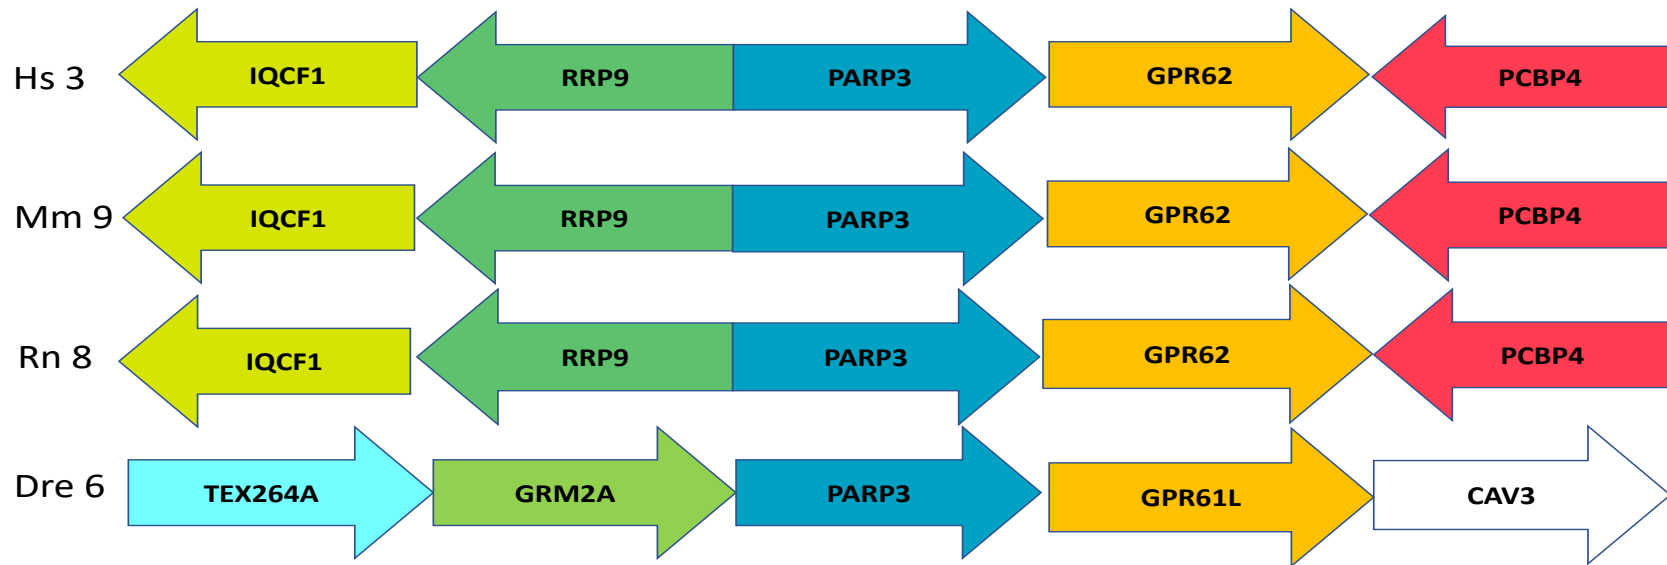 Hs 3 IQCF1 RRP9 PARP3 GPR62 PCBP4
Mm 9 IQCF1 RRP9 PARP3 GPR62 PCBP4
Rn 8 IQCF1 RRP9 PARP3 GPR62 PCBP4
Dre 6 TEX264A GRM2A PARP3 GPR61L CAV3